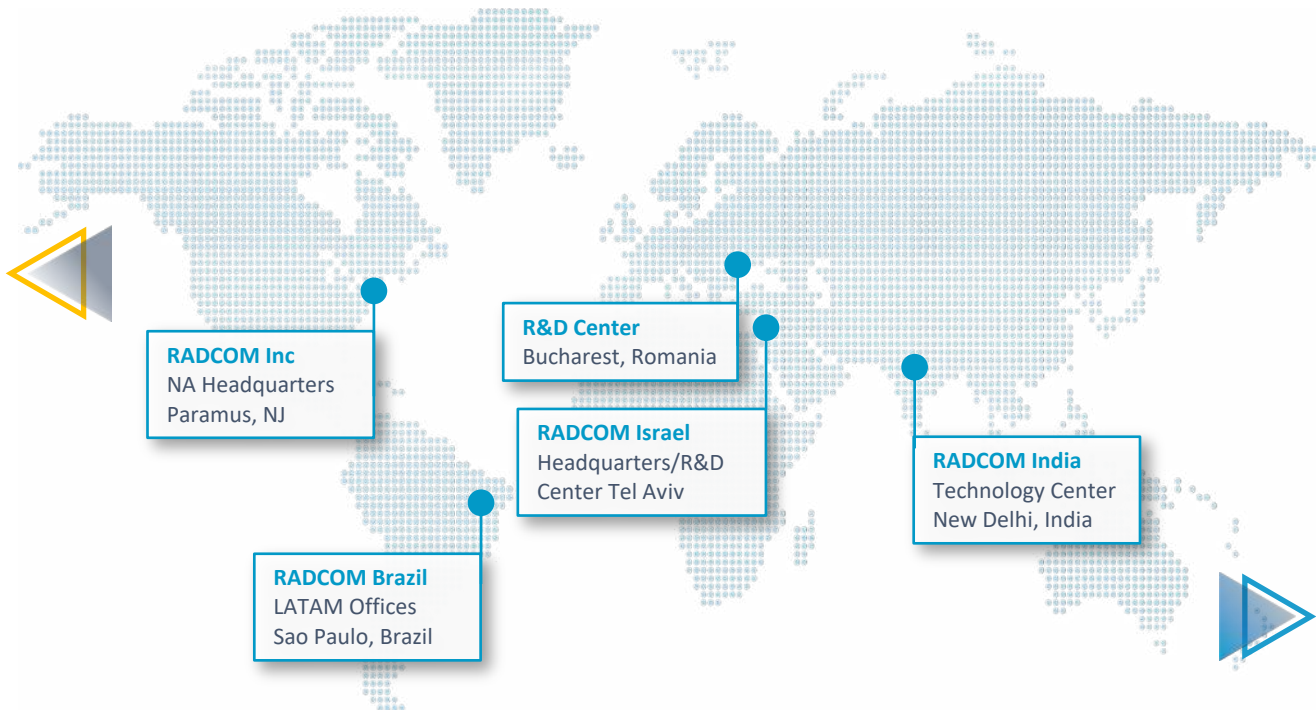 RADCOM Inc
NA Headquarters
Paramus, NJ
R&D Center
Bucharest, Romania
RADCOM Israel
Headquarters/R&D
Center Tel Aviv
RADCOM India
Technology Center
New Delhi, India
RADCOM Brazil
LATAM Offices
Sao Paulo, Brazil